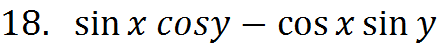 18. sin x cosy – cos x sin y